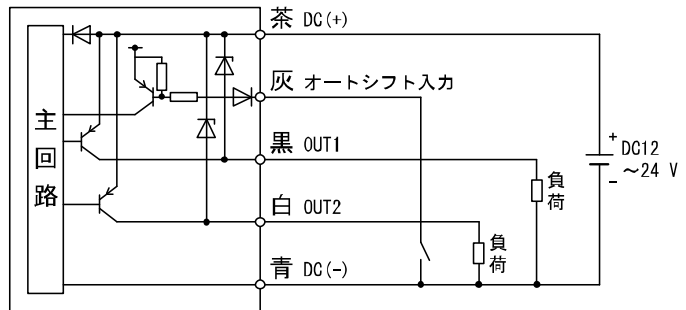 茶 DC(+)
灰 オートシフト入力
主回路
黒 OUT1
DC12
～24 V
+
-
負荷
白 OUT2
負荷
青 DC(-)